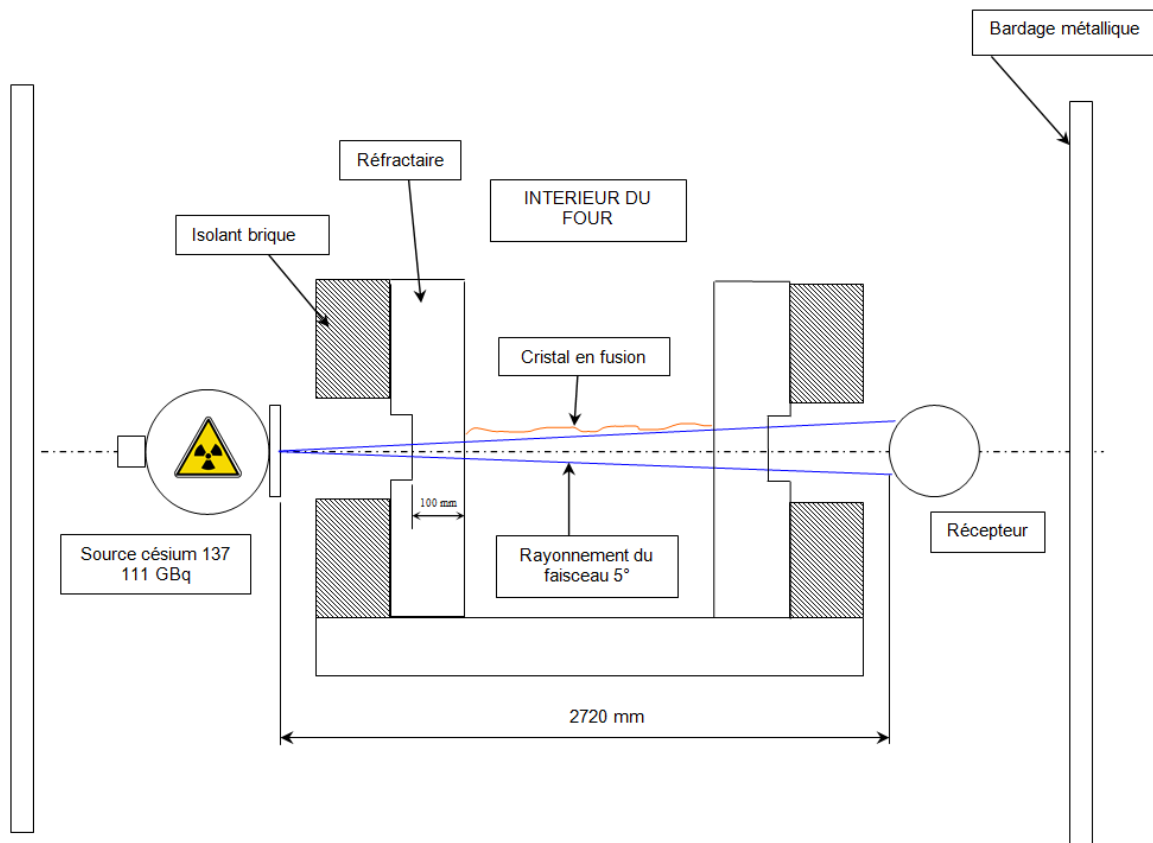 Bardage métallique
Réfractaire
INTERIEUR DU
FOUR
Isolant brique
Cristal en fusion
100 mm
Source césium 137
111 GBq
Rayonnement du
faisceau 5°
Récepteur
2720 mm